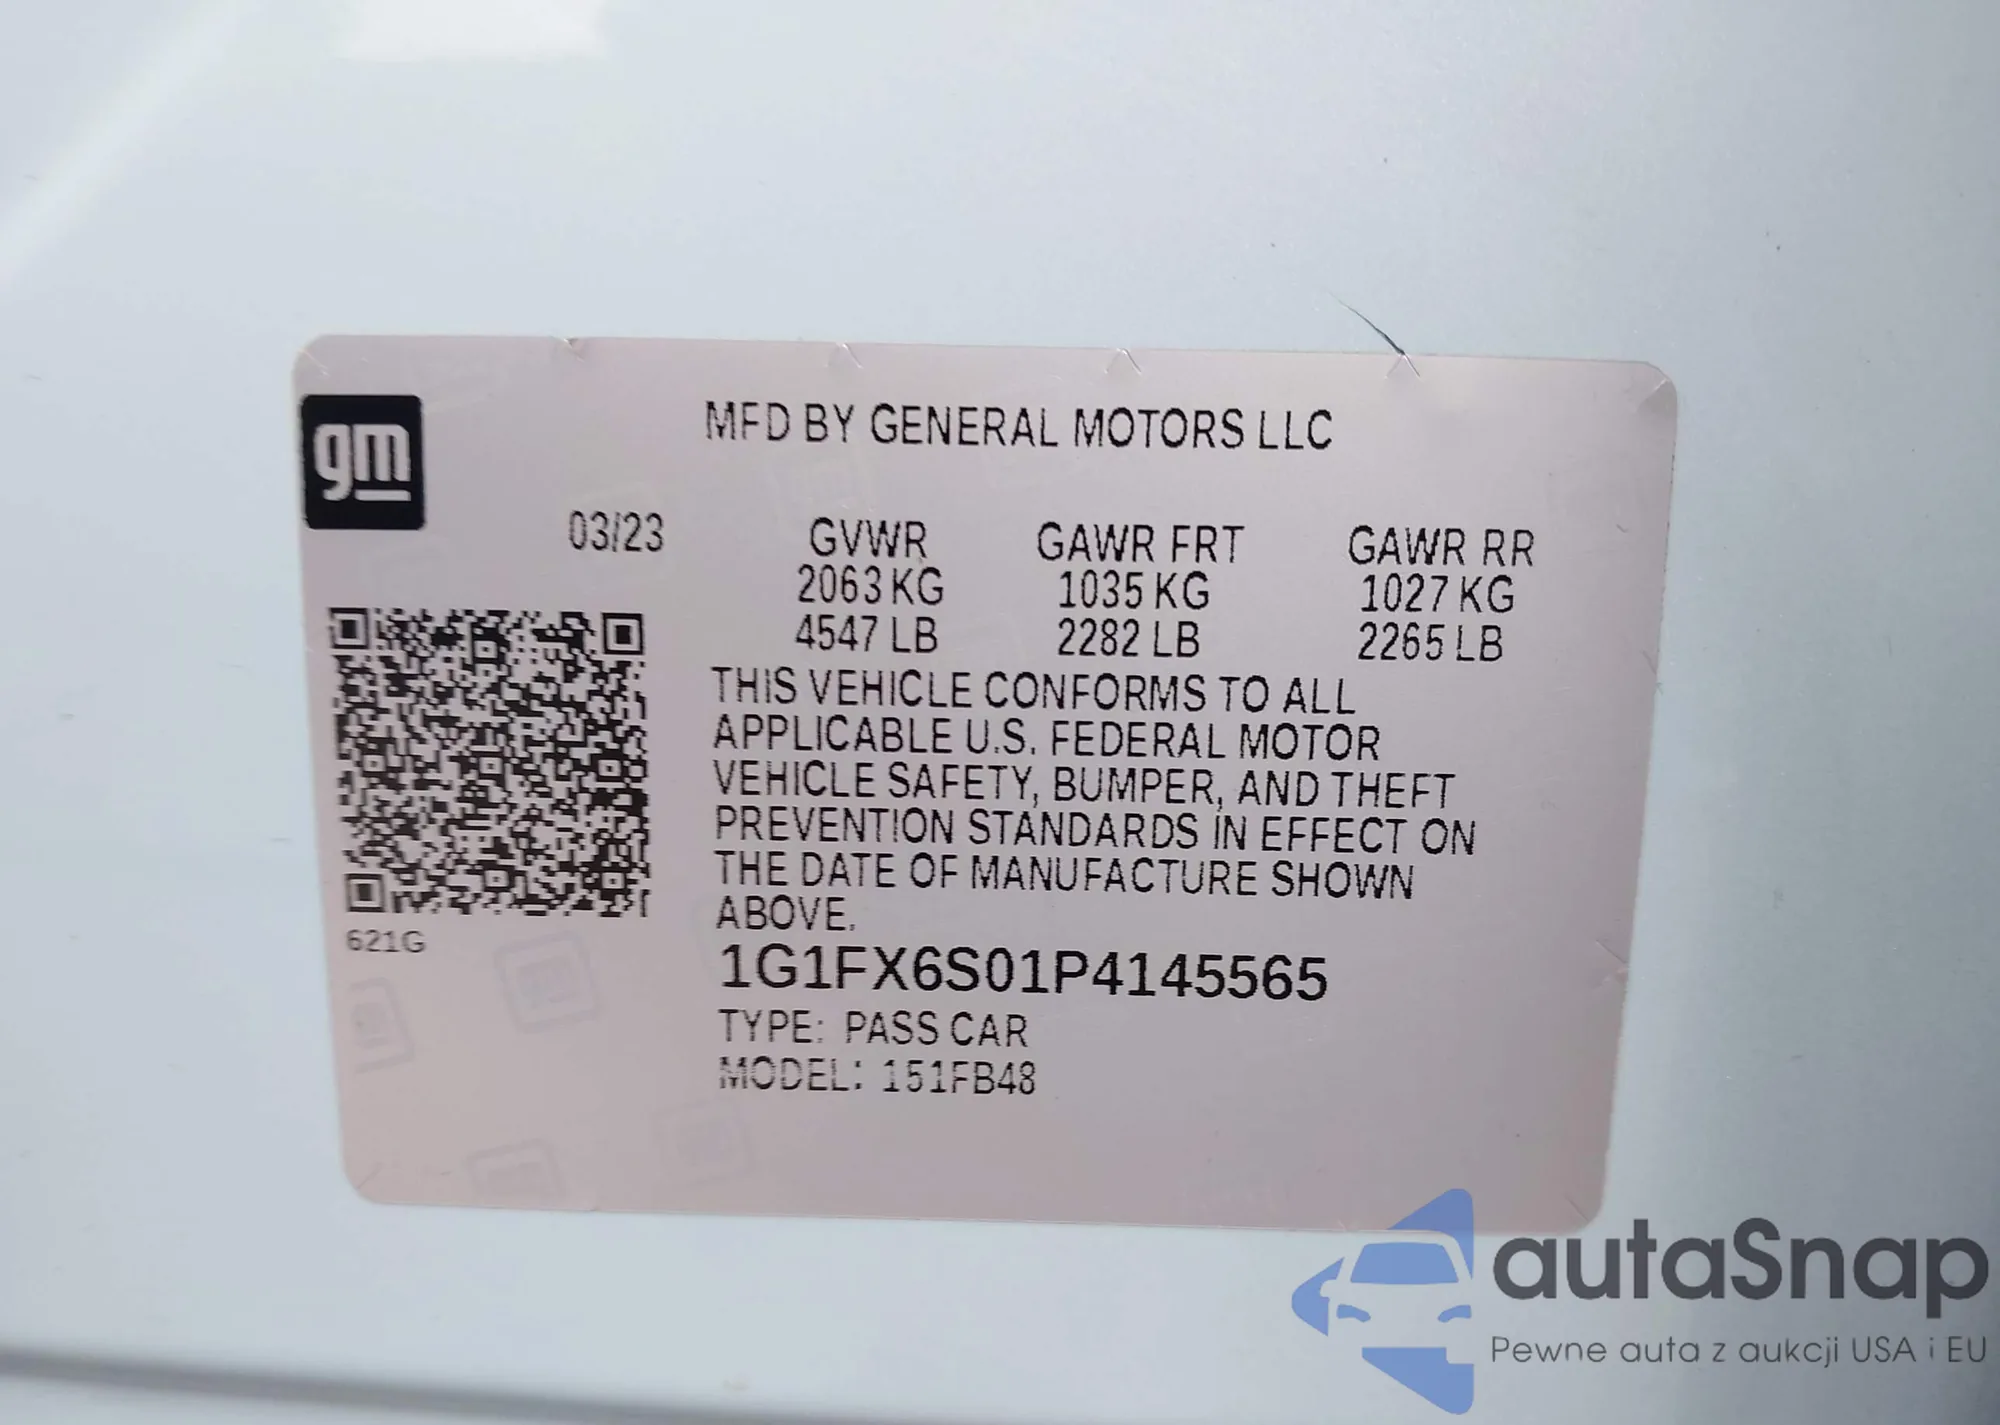 gm
MFD BY GENERAL MOTORS LLC
03/23
GVWR GAWR FRT GAWR RR
2063 KG 1035 KG 1027 KG
4547 LB 2282 LB 2265 LB
THIS VEHICLE CONFORMS TO ALL
APPLICABLE U.S. FEDERAL MOTOR
VEHICLE SAFETY, BUMPER, AND THEFT
PREVENTION STANDARDS IN EFFECT ON
THE DATE OF MANUFACTURE SHOWN
ABOVE.
621G
1G1FX6S01P4145565
TYPE: PASS CAR
MODEL: 151FB48
autaSnap
Pewne auta z aukcji USA i EU